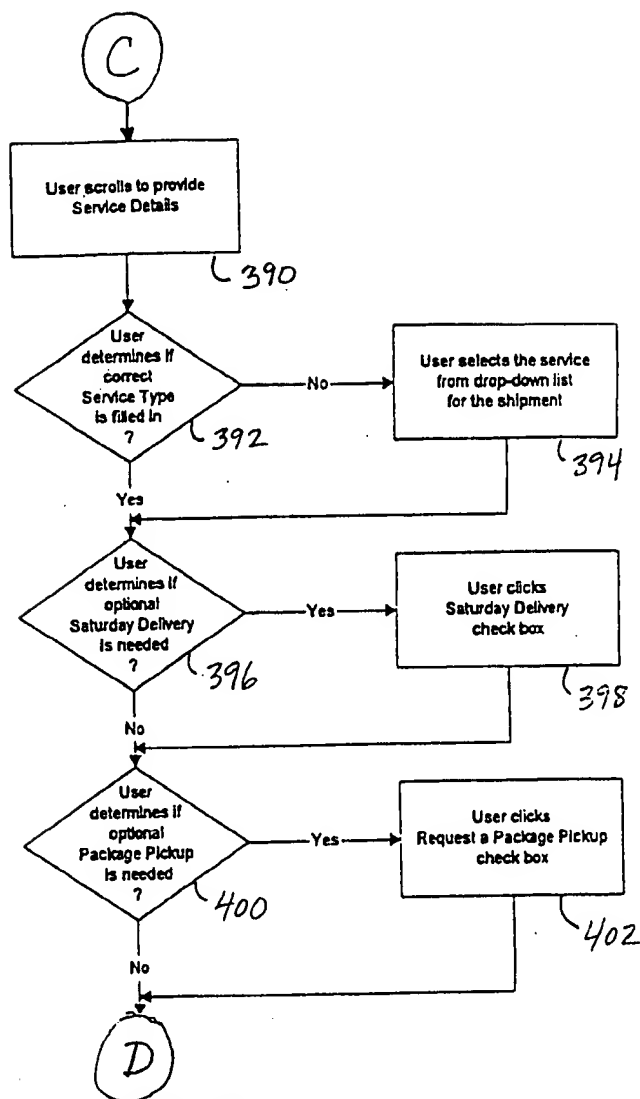 C
User scrolls to provide
Service Details
390
User
determines if
correct
Service Type
is filled in
?
392
No
User selects the service
from drop-down list
for the shipment
394
Yes
User
determines if
optional
Saturday Delivery
is needed
?
396
Yes
User clicks
Saturday Delivery
check box
398
No
User
determines if
optional
Package Pickup
is needed
?
400
Yes
User clicks
Request a Package Pickup
check box
402
No
D